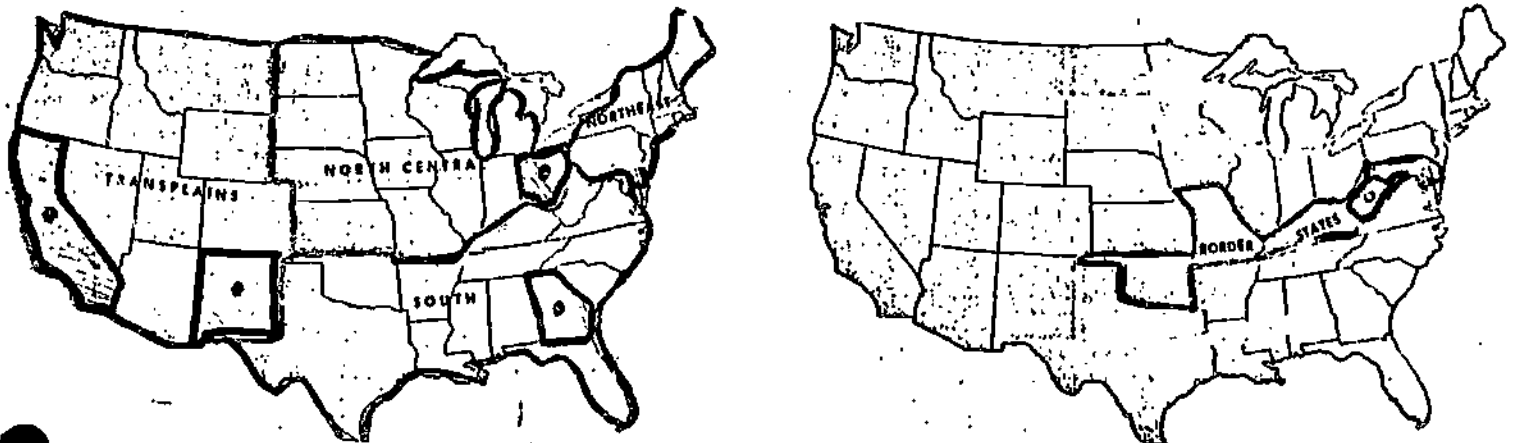 NORTHEAST
NORTH CENTRAL
TRANSPLAINS
SOUTH
BORDER STATES